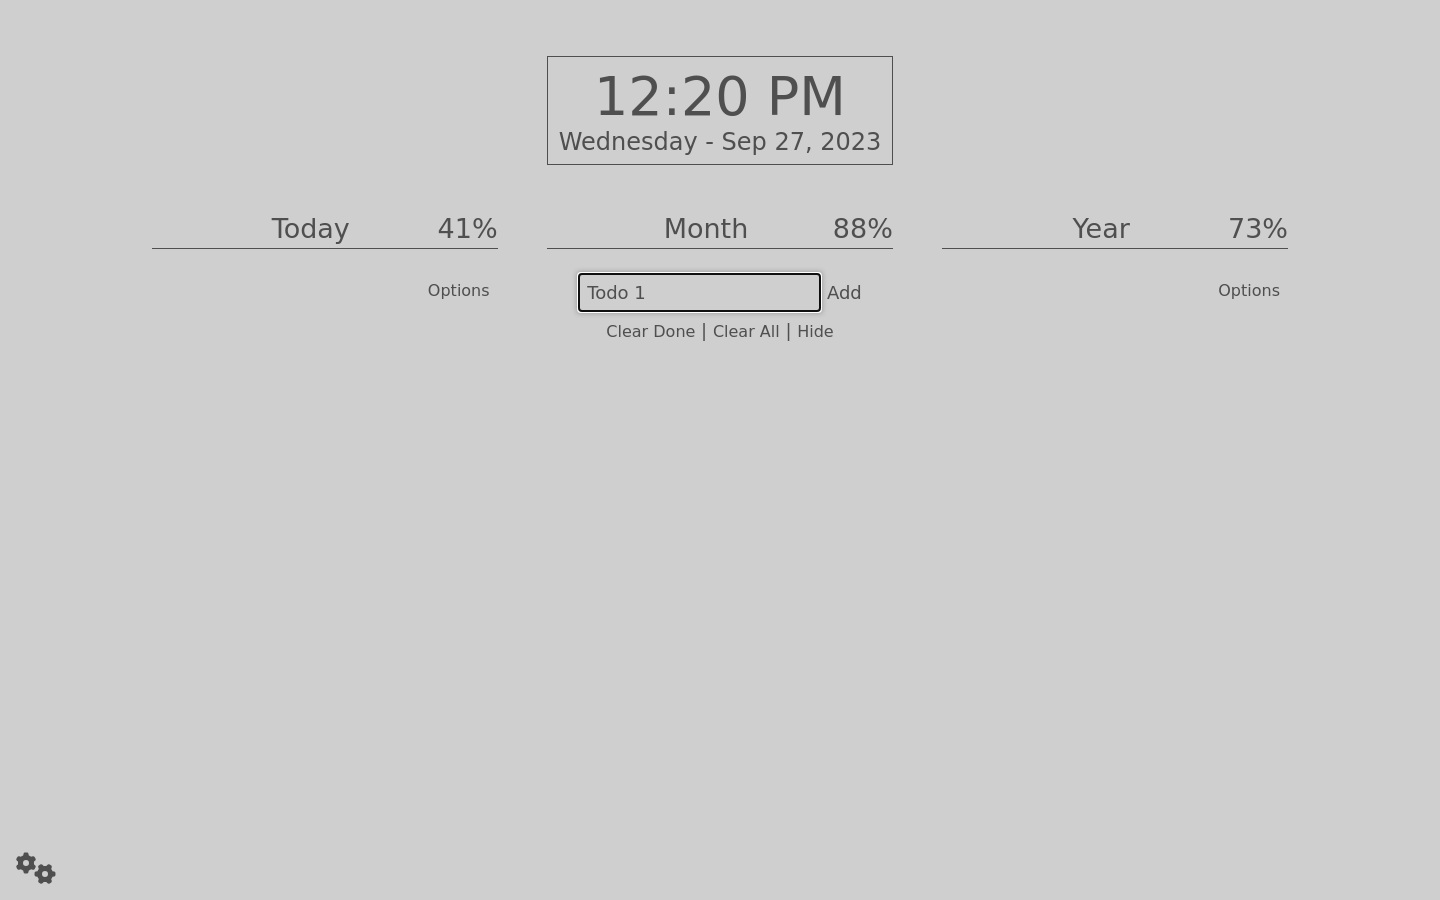 12:20 PM
Wednesday - Sep 27, 2023
Today 41%
Month 88%
Year 73%
Options
Todo 1 Add
Options
Clear Done | Clear All | Hide